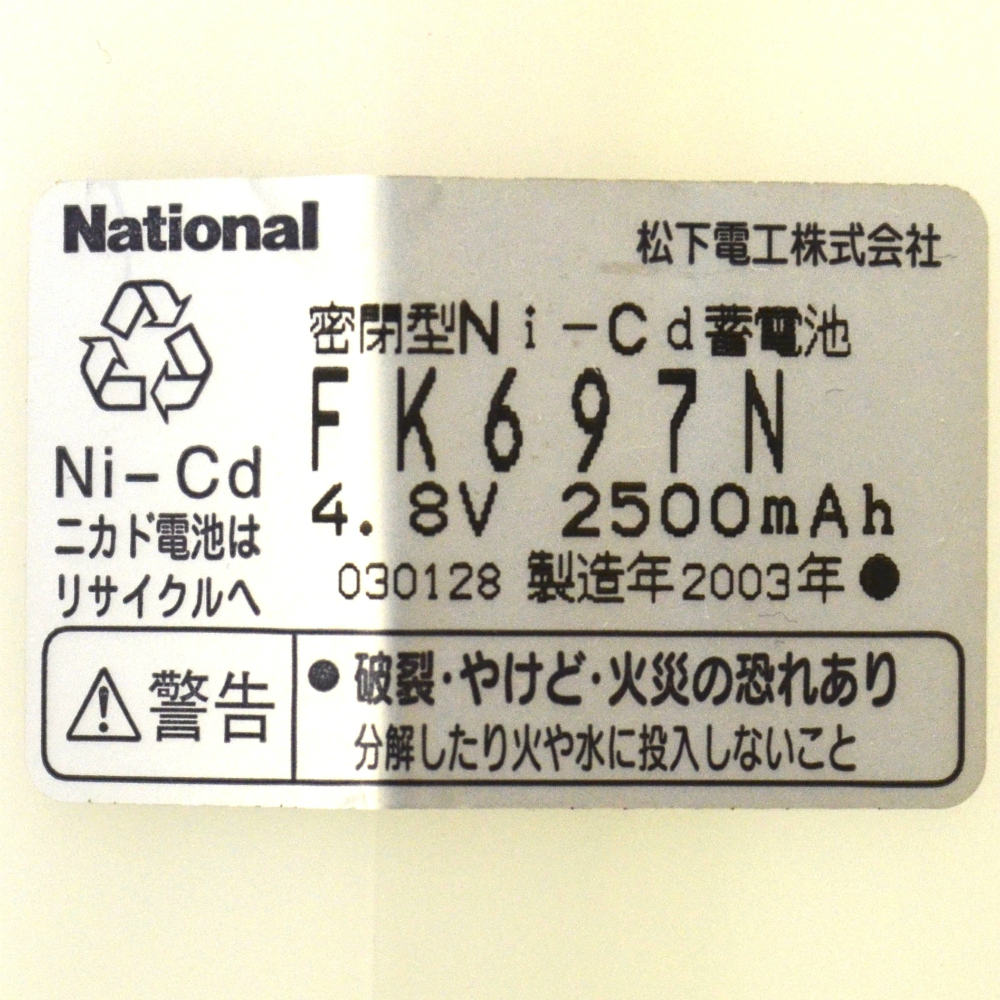 National
松下電工株式会社
密閉型Ni-Cd蓄電池
FK697N
4.8V 2500mAh
030128 製造年2003年●
Ni-Cd
ニカド電池は
リサイクルへ
警告
●破裂・やけど・火災の恐れあり
分解したり火や水に投入しないこと